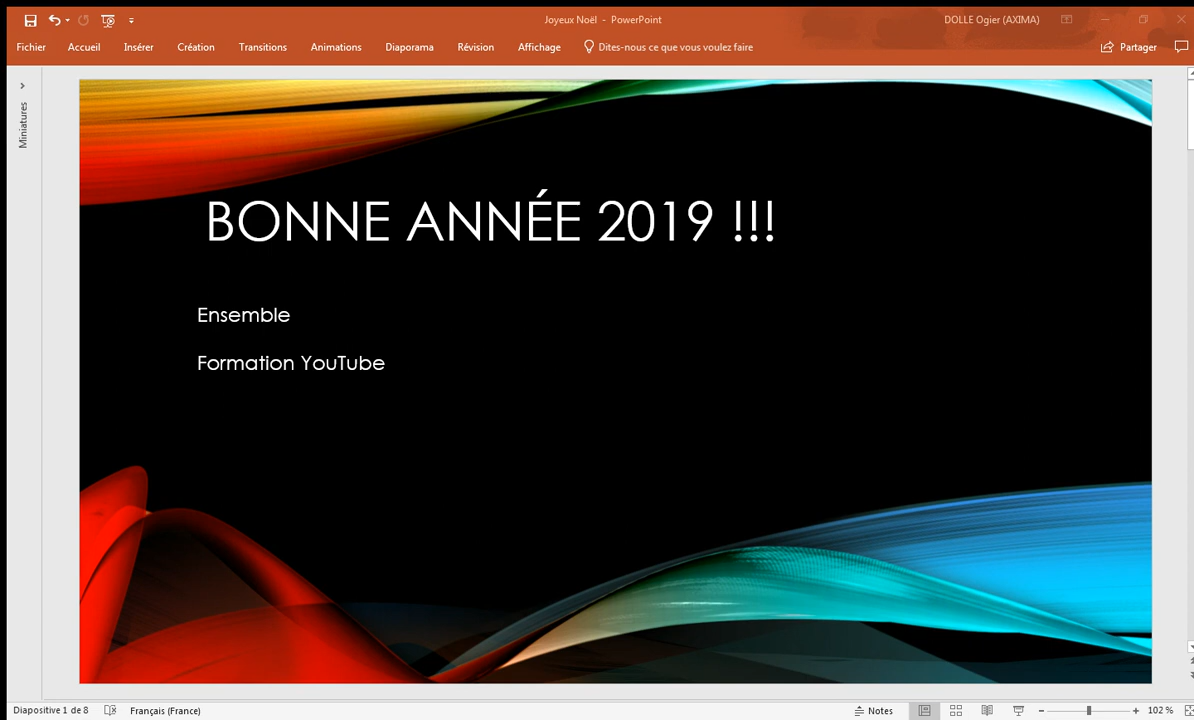 Joyeux Noël - PowerPoint
DOLLE Ogier (AXIMA)
Fichier Accueil Insérer Création Transitions Animations Diaporama Révision Affichage Dites-nous ce que vous voulez faire Partager
Miniatures
BONNE ANNÉE 2019 !!!
Ensemble
Formation YouTube
Diapositive 1 de 8 Français (France) Notes 102 %